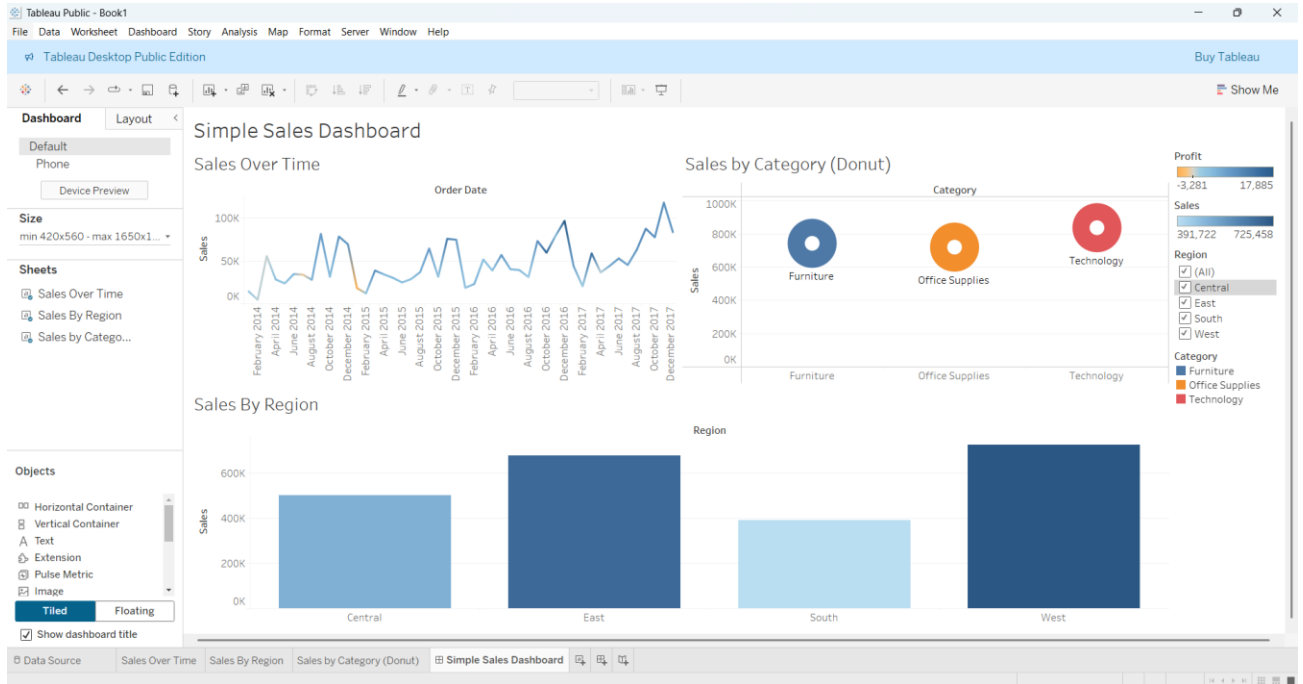 Tableau Public - Book1
File Data Worksheet Dashboard Story Analysis Map Format Server Window Help
Tableau Desktop Public Edition
Buy Tableau
Show Me
Dashboard Layout
Default
Phone
Device Preview
Size
min 420x560 - max 1650x1...
Sheets
Sales Over Time
Sales By Region
Sales by Catego...
Objects
Horizontal Container
Vertical Container
Text
Extension
Pulse Metric
Image
Tiled Floating
Show dashboard title
Simple Sales Dashboard
Sales Over Time
Order Date
Sales
100K
50K
0K
February 2014
April 2014
June 2014
August 2014
October 2014
December 2014
February 2015
April 2015
June 2015
August 2015
October 2015
December 2015
February 2016
April 2016
June 2016
August 2016
October 2016
December 2016
February 2017
April 2017
June 2017
August 2017
October 2017
December 2017
Sales by Category (Donut)
Category
Sales
1000K
800K
600K
400K
200K
0K
Furniture
Office Supplies
Technology
Furniture Office Supplies Technology
Profit
-3,281 17,885
Sales
391,722 725,458
Region
(All)
Central
East
South
West
Category
Furniture
Office Supplies
Technology
Sales By Region
Region
Sales
600K
400K
200K
0K
Central East South West
Data Source Sales Over Time Sales By Region Sales by Category (Donut) Simple Sales Dashboard